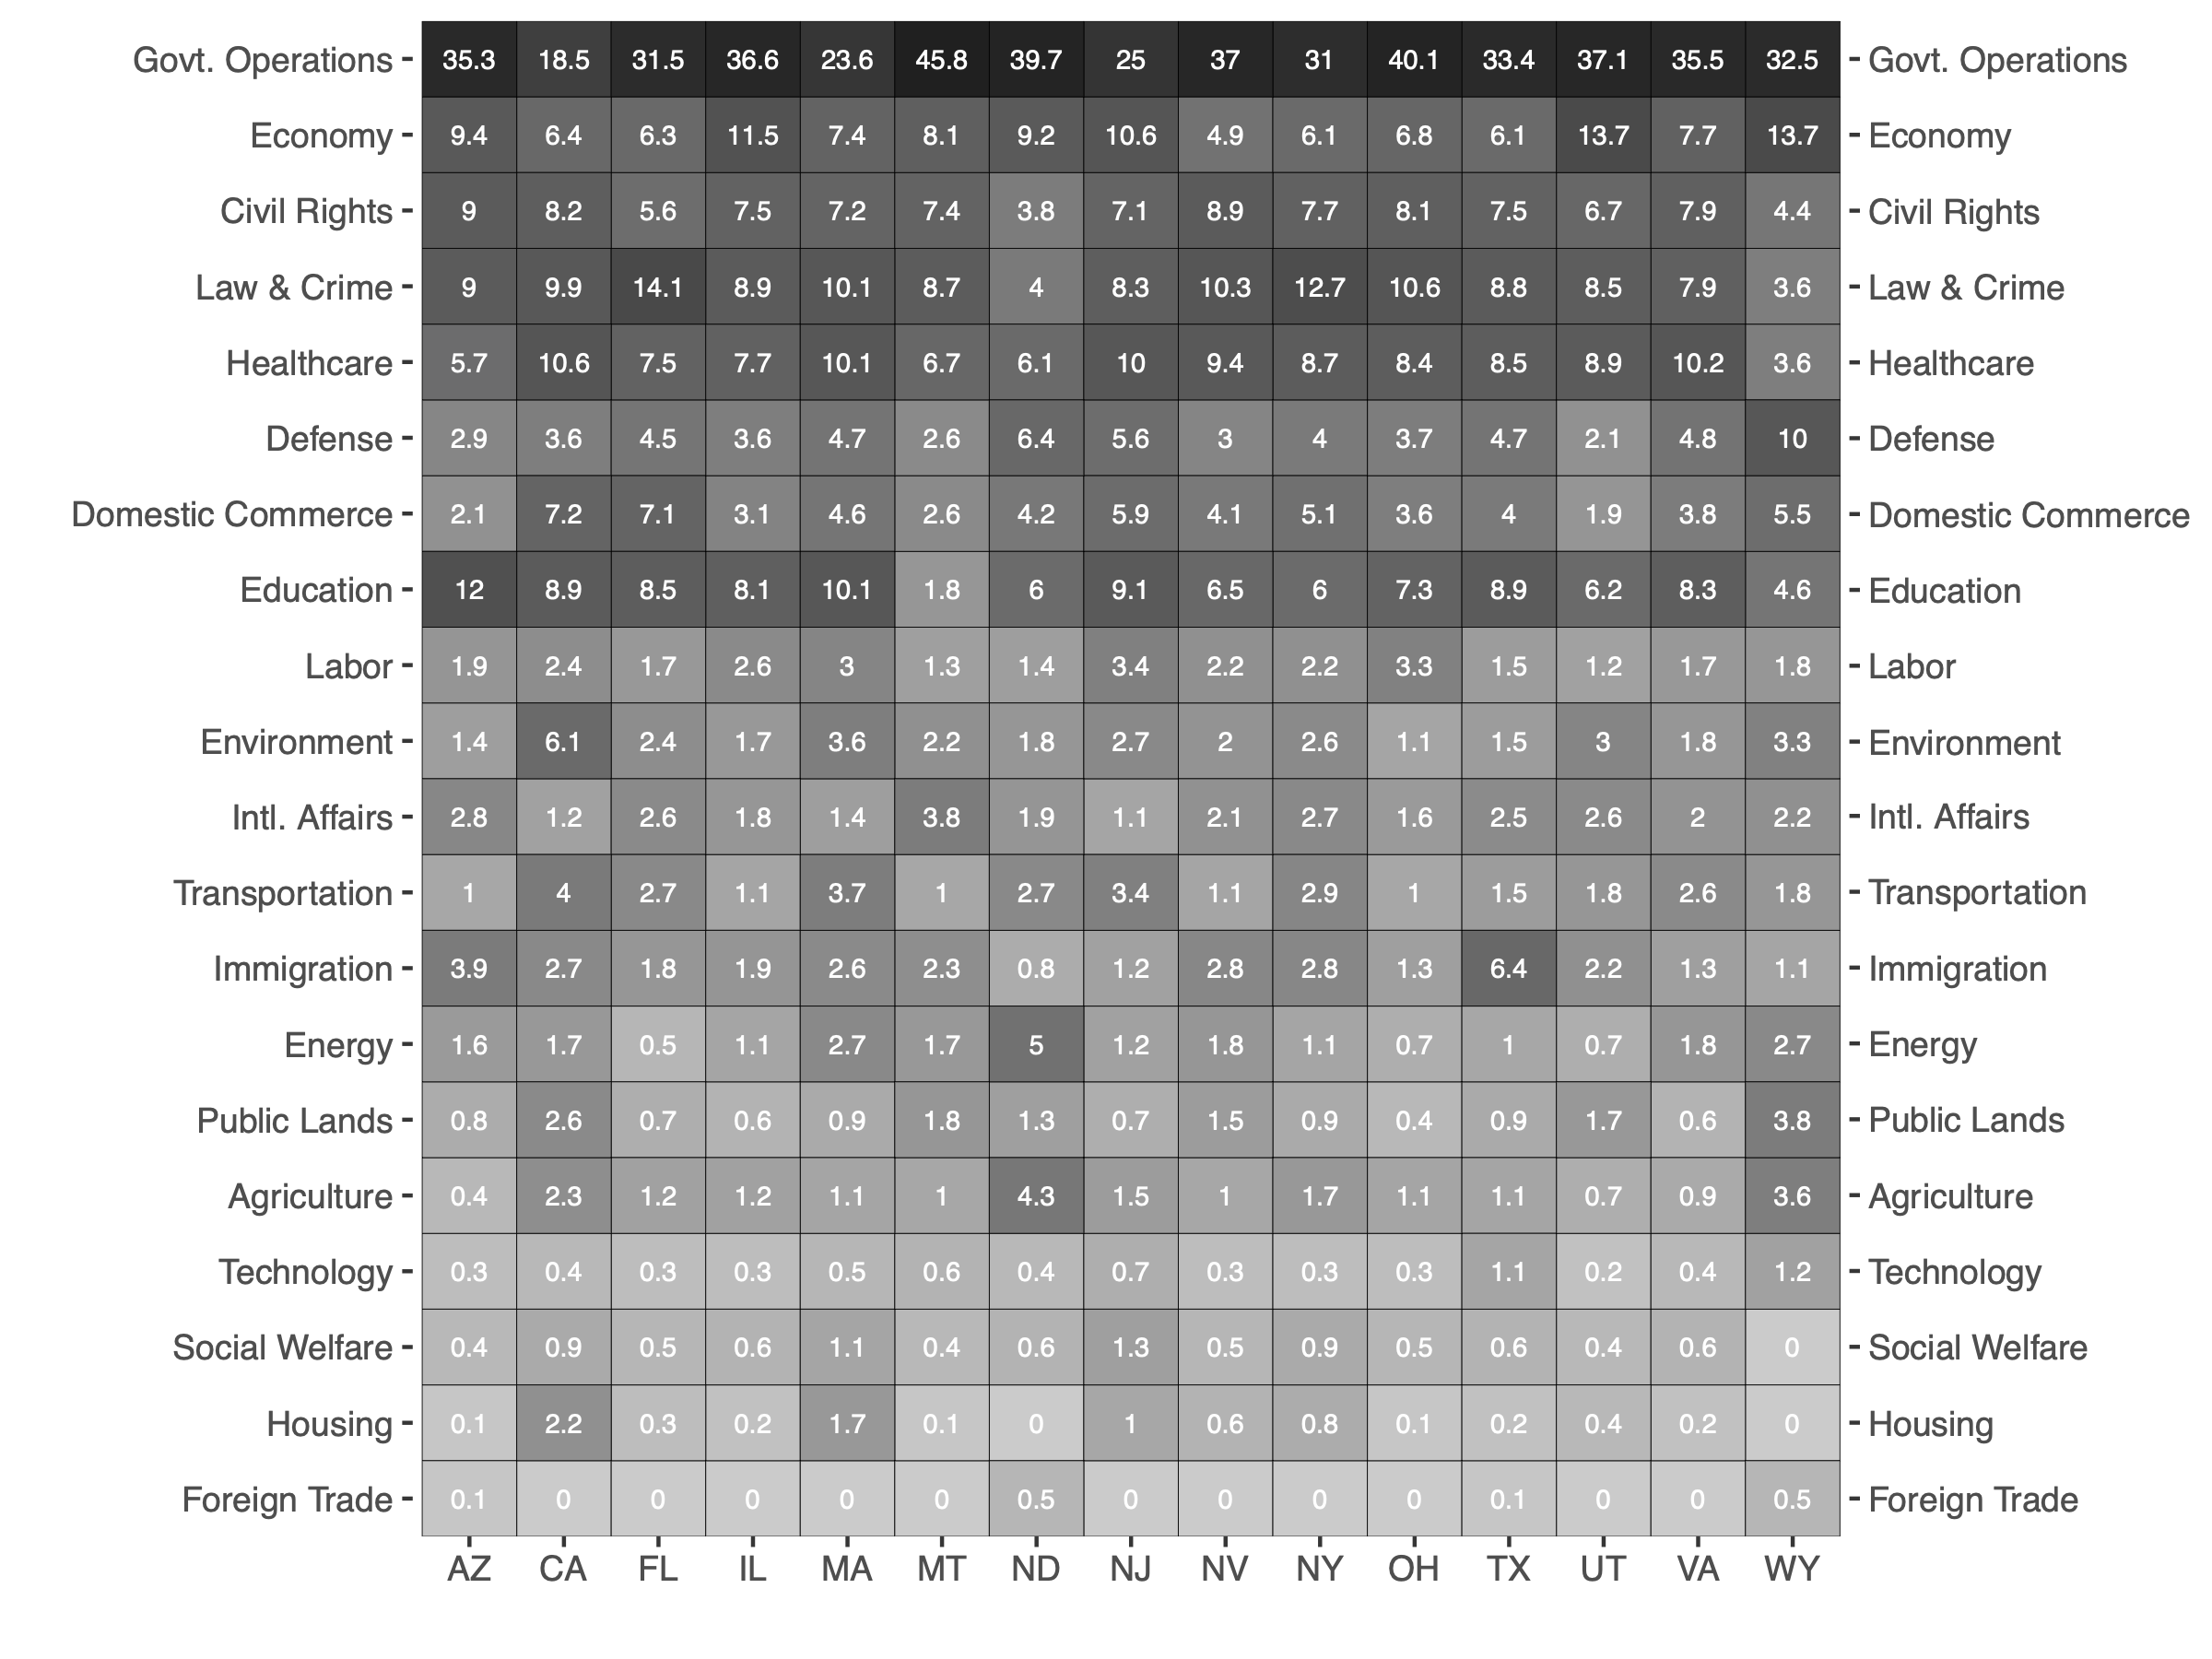 Govt. Operations 35.3 18.5 31.5 36.6 23.6 45.8 39.7 25 37 31 40.1 33.4 37.1 35.5 32.5 Govt. Operations
Economy 9.4 6.4 6.3 11.5 7.4 8.1 9.2 10.6 4.9 6.1 6.8 6.1 13.7 7.7 13.7 Economy
Civil Rights 9 8.2 5.6 7.5 7.2 7.4 3.8 7.1 8.9 7.7 8.1 7.5 6.7 7.9 4.4 Civil Rights
Law & Crime 9 9.9 14.1 8.9 10.1 8.7 4 8.3 10.3 12.7 10.6 8.8 8.5 7.9 3.6 Law & Crime
Healthcare 5.7 10.6 7.5 7.7 10.1 6.7 6.1 10 9.4 8.7 8.4 8.5 8.9 10.2 3.6 Healthcare
Defense 2.9 3.6 4.5 3.6 4.7 2.6 6.4 5.6 3 4 3.7 4.7 2.1 4.8 10 Defense
Domestic Commerce 2.1 7.2 7.1 3.1 4.6 2.6 4.2 5.9 4.1 5.1 3.6 4 1.9 3.8 5.5 Domestic Commerce
Education 12 8.9 8.5 8.1 10.1 1.8 6 9.1 6.5 6 7.3 8.9 6.2 8.3 4.6 Education
Labor 1.9 2.4 1.7 2.6 3 1.3 1.4 3.4 2.2 2.2 3.3 1.5 1.2 1.7 1.8 Labor
Environment 1.4 6.1 2.4 1.7 3.6 2.2 1.8 2.7 2 2.6 1.1 1.5 3 1.8 3.3 Environment
Intl. Affairs 2.8 1.2 2.6 1.8 1.4 3.8 1.9 1.1 2.1 2.7 1.6 2.5 2.6 2 2.2 Intl. Affairs
Transportation 1 4 2.7 1.1 3.7 1 2.7 3.4 1.1 2.9 1 1.5 1.8 2.6 1.8 Transportation
Immigration 3.9 2.7 1.8 1.9 2.6 2.3 0.8 1.2 2.8 2.8 1.3 6.4 2.2 1.3 1.1 Immigration
Energy 1.6 1.7 0.5 1.1 2.7 1.7 5 1.2 1.8 1.1 0.7 1 0.7 1.8 2.7 Energy
Public Lands 0.8 2.6 0.7 0.6 0.9 1.8 1.3 0.7 1.5 0.9 0.4 0.9 1.7 0.6 3.8 Public Lands
Agriculture 0.4 2.3 1.2 1.2 1.1 1 4.3 1.5 1 1.7 1.1 1.1 0.7 0.9 3.6 Agriculture
Technology 0.3 0.4 0.3 0.3 0.5 0.6 0.4 0.7 0.3 0.3 0.3 1.1 0.2 0.4 1.2 Technology
Social Welfare 0.4 0.9 0.5 0.6 1.1 0.4 0.6 1.3 0.5 0.9 0.5 0.6 0.4 0.6 0 Social Welfare
Housing 0.1 2.2 0.3 0.2 1.7 0.1 0 1 0.6 0.8 0.1 0.2 0.4 0.2 0 Housing
Foreign Trade 0.1 0 0 0 0 0 0.5 0 0 0 0 0.1 0 0 0.5 Foreign Trade
AZ CA FL IL MA MT ND NJ NV NY OH TX UT VA WY